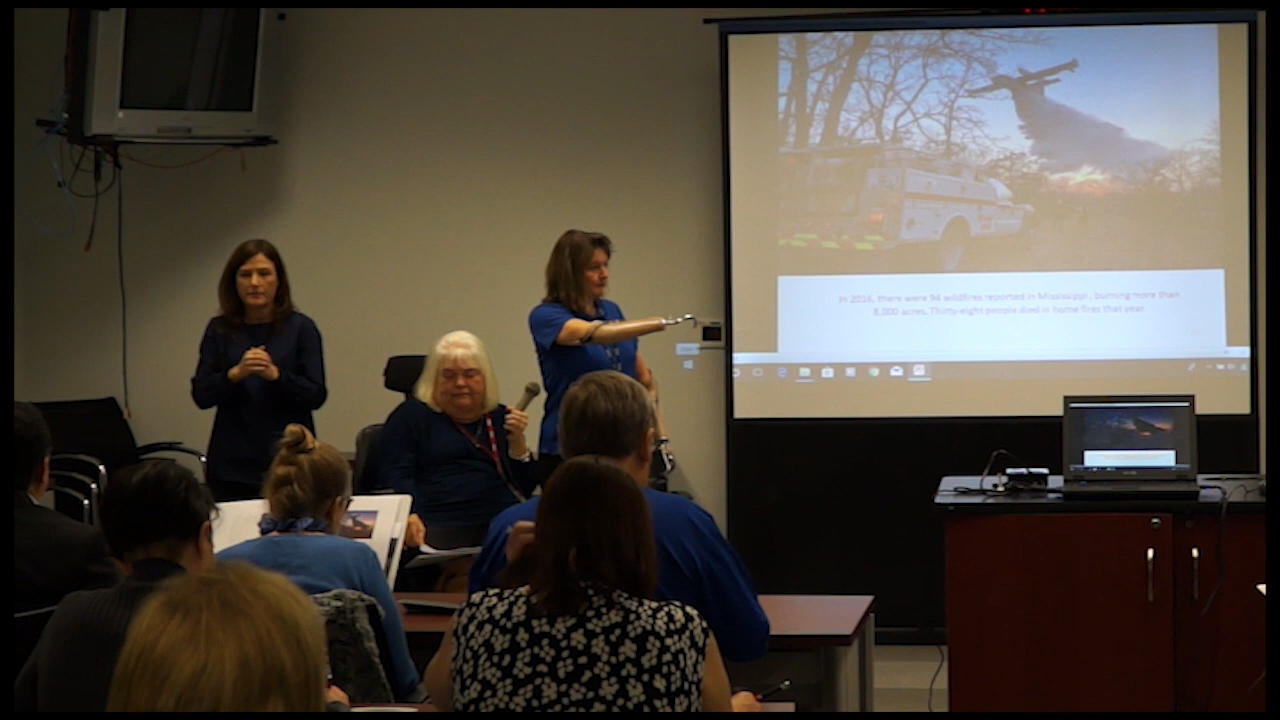 In 2016, there were 94 wildfires reported in Mississippi, burning more than
8,000 acres. Thirty-eight people died in home fires that year.